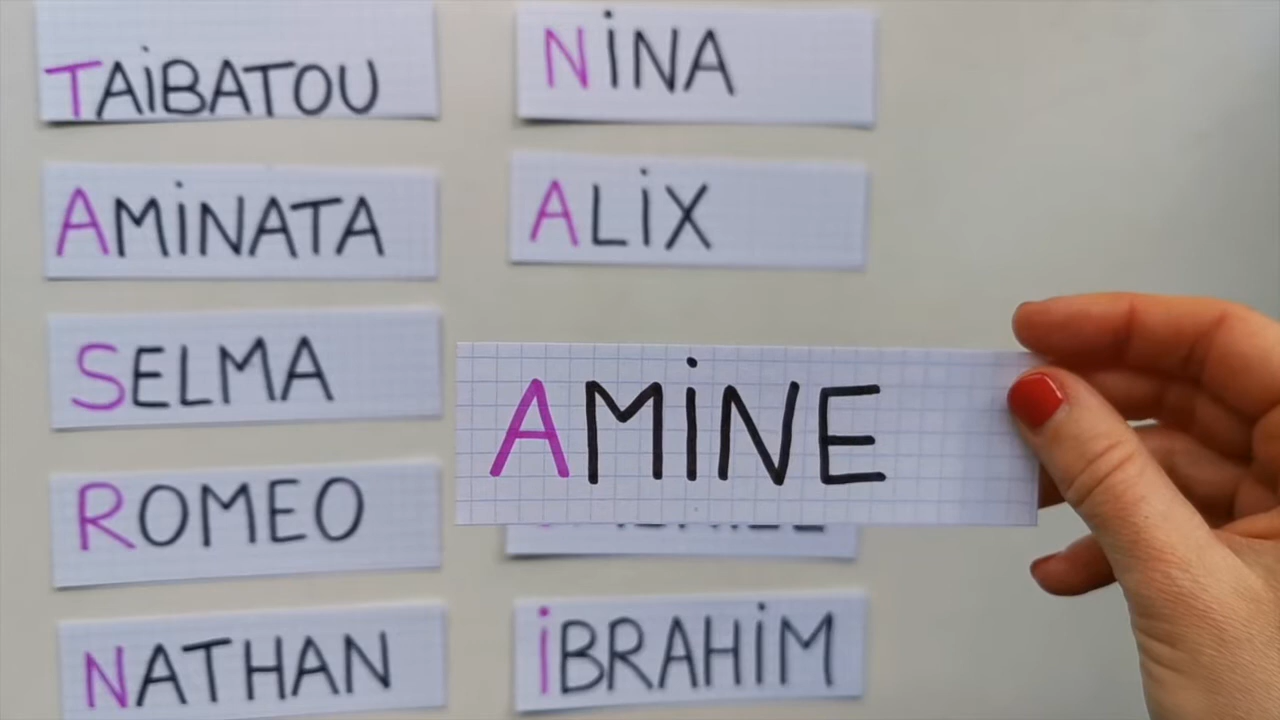 TAiBATOU
AMiNATA
SELMA
ROMEO
NATHAN
NiNA
ALiX
AMiNE
iBRAHiM